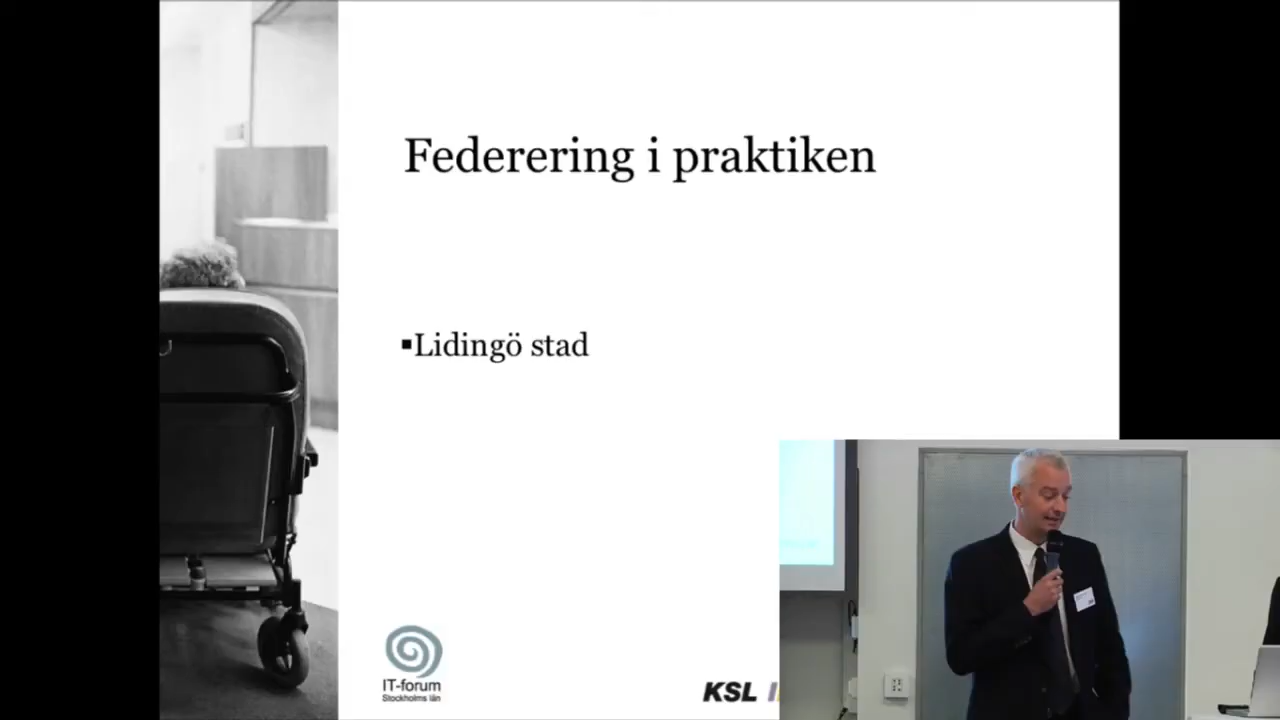 Federering i praktiken
▪Lidingö stad
IT-forum
Stockholms län
KSL